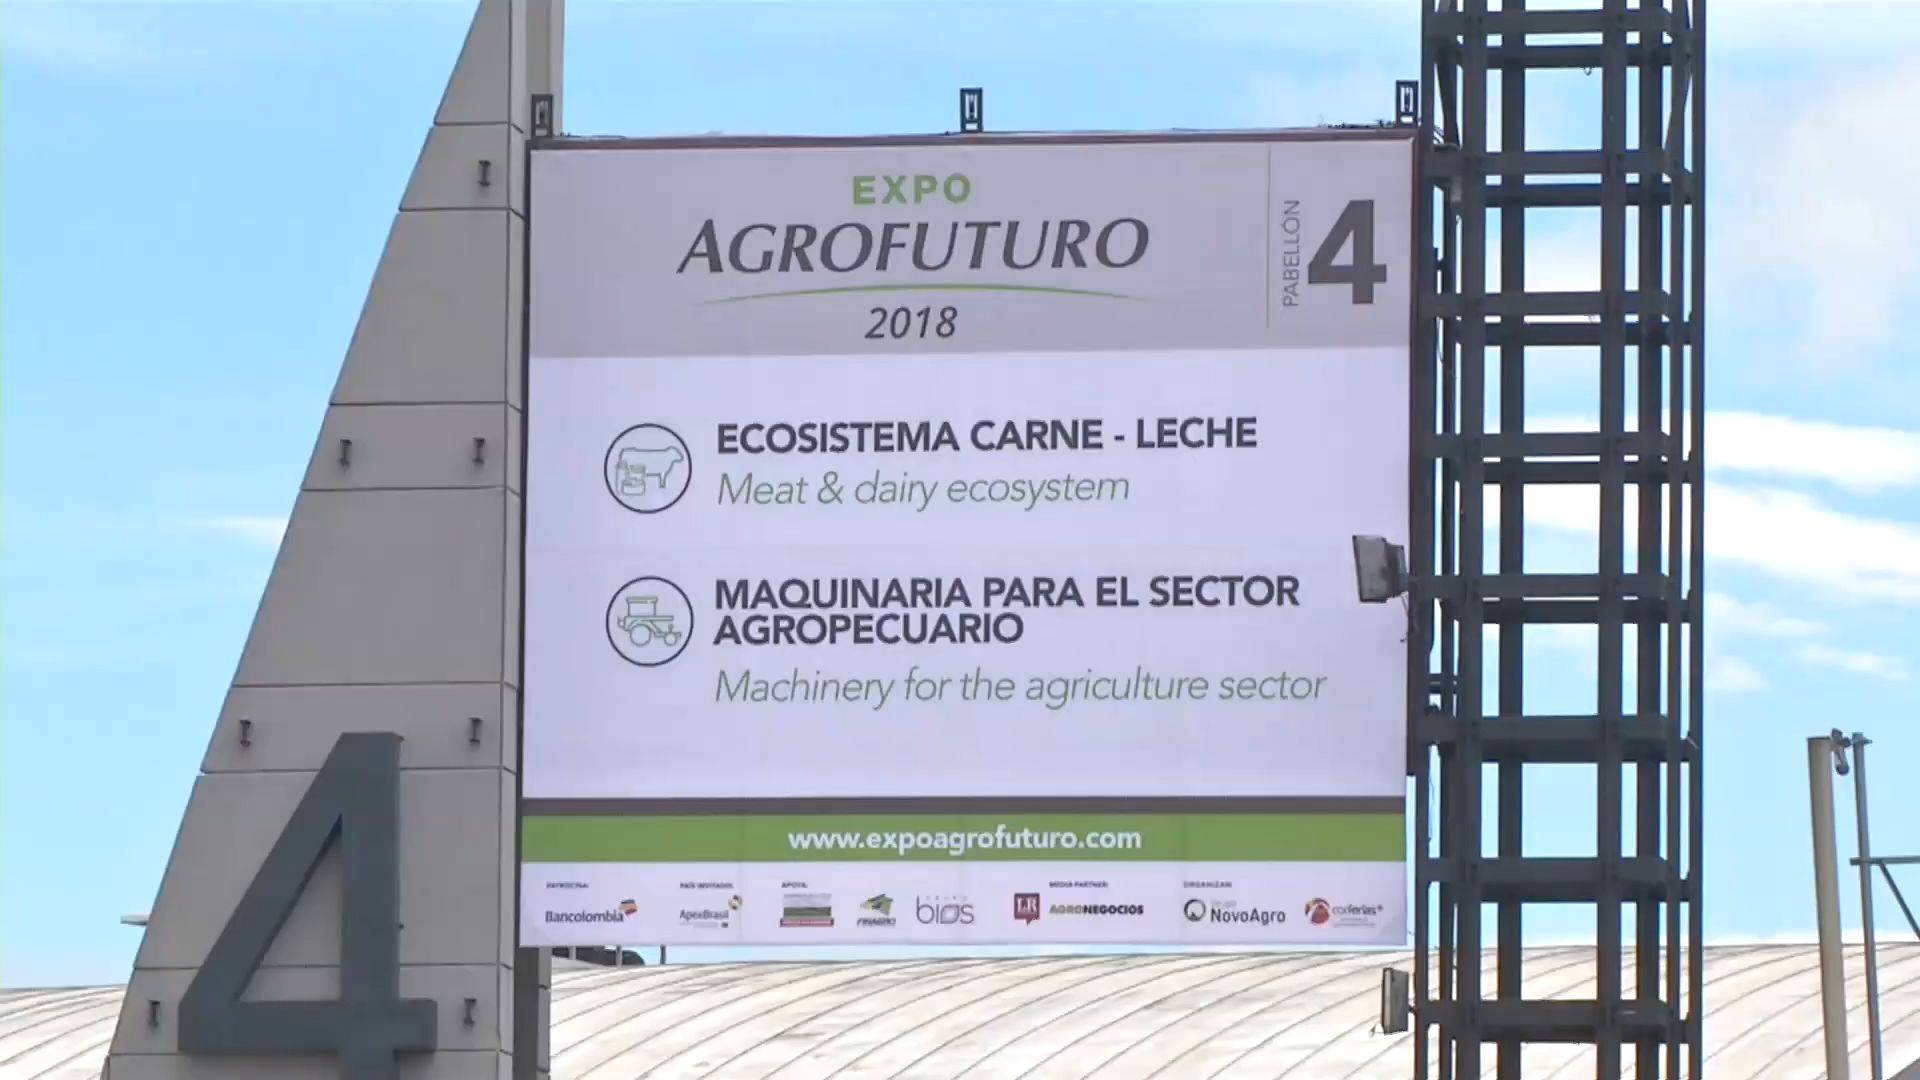 EXPO
AGROFUTURO
2018
PABELLÓN
4
ECOSISTEMA CARNE - LECHE
Meat & dairy ecosystem
MAQUINARIA PARA EL SECTOR
AGROPECUARIO
Machinery for the agriculture sector
www.expoagrofuturo.com
PATROCINA:
PAÍS INVITADO:
APOYA:
MEDIA PARTNER:
ORGANIZAN:
Bancolombia
ApexBrasil
FINAGRO
bios
LR
AGRONEGOCIOS
NovoAgro
corferias
4